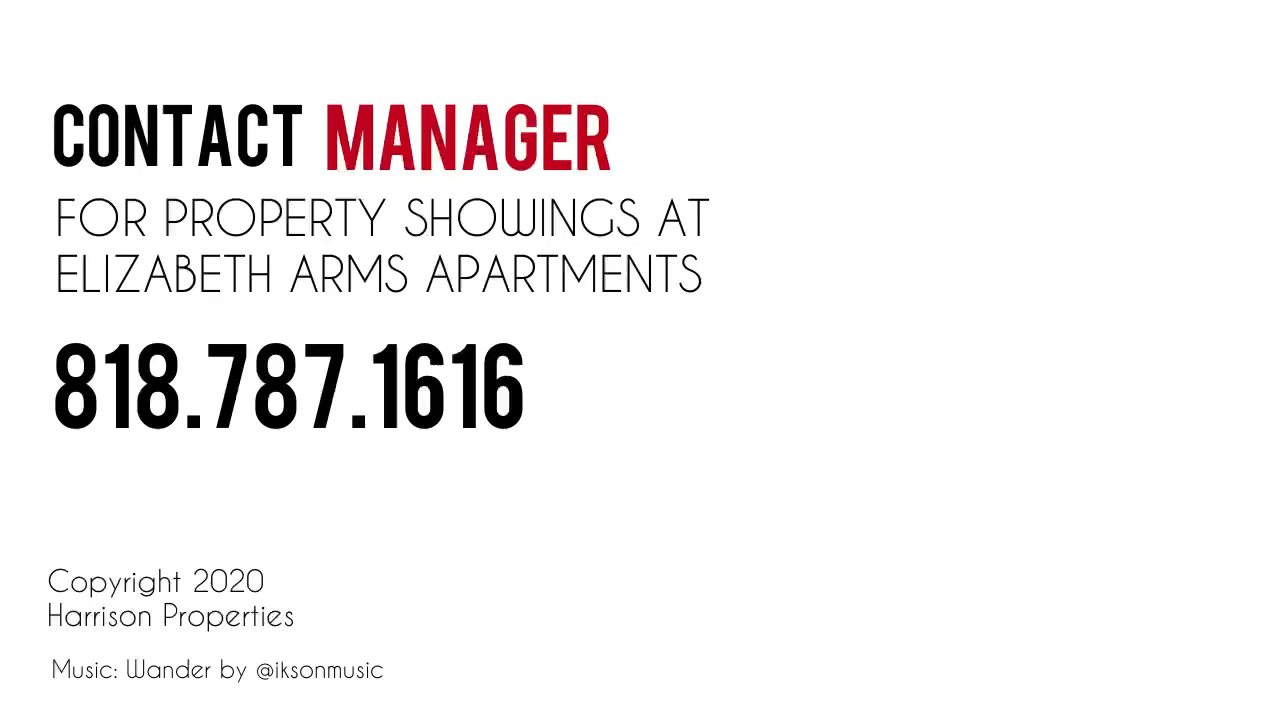 CONTACT MANAGER
FOR PROPERTY SHOWINGS AT
ELIZABETH ARMS APARTMENTS
818.787.1616
Copyright 2020
Harrison Properties
Music: Wander by @iksonmusic